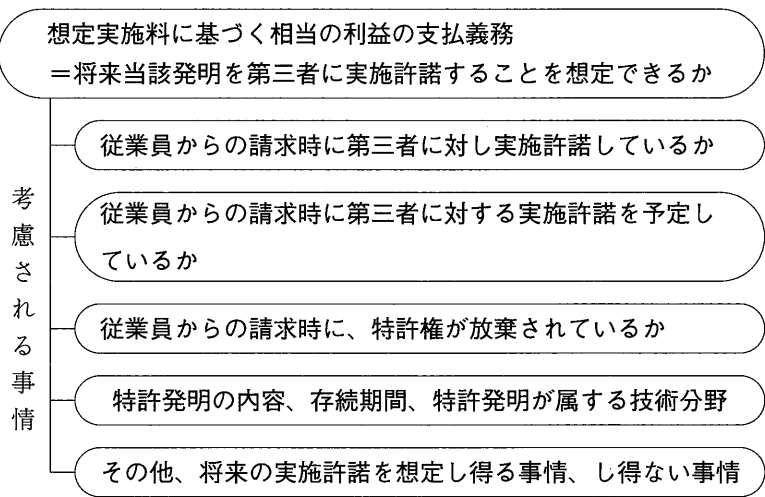 想定実施料に基づく相当の利益の支払義務
＝将来当該発明を第三者に実施許諾することを想定できるか
考慮される事情
従業員からの請求時に第三者に対し実施許諾しているか
従業員からの請求時に第三者に対する実施許諾を予定し
ているか
従業員からの請求時に、特許権が放棄されているか
特許発明の内容、存続期間、特許発明が属する技術分野
その他、将来の実施許諾を想定し得る事情、し得ない事情